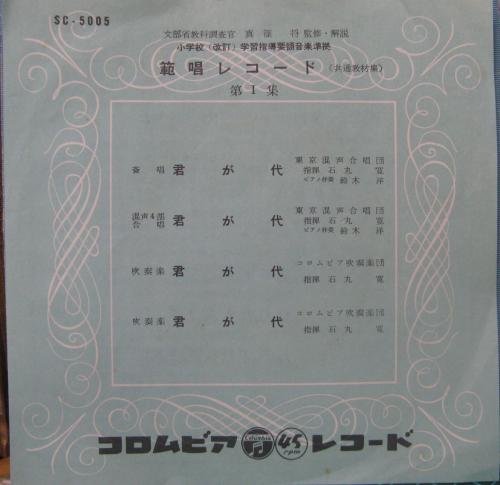 SC-5005
文部省教科調査官 真篠 将 監修・解説
小学校(改訂)学習指導要領音楽準拠
範唱レコード (共通教材集)
第 I 集
斉唱 君が代 東京混声合唱団
指揮 石丸 寛
ピアノ伴奏 鈴木 洋
混声4部合唱 君が代 東京混声合唱団
指揮 石丸 寛
ピアノ伴奏 鈴木 洋
吹奏楽 君が代 コロムビア吹奏楽団
指揮 石丸 寛
吹奏楽 君が代 コロムビア吹奏楽団
指揮 石丸 寛
コロムビア Columbia 45 rpm レコード